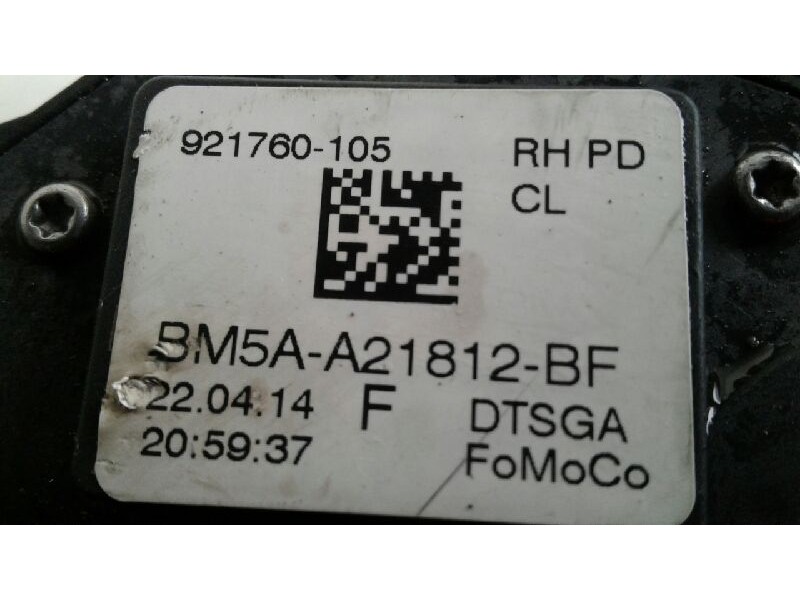 921760-105 RH PD
CL
BM5A-A21812-BF
22.04.14 F DTSGA
20:59:37 FoMoCo